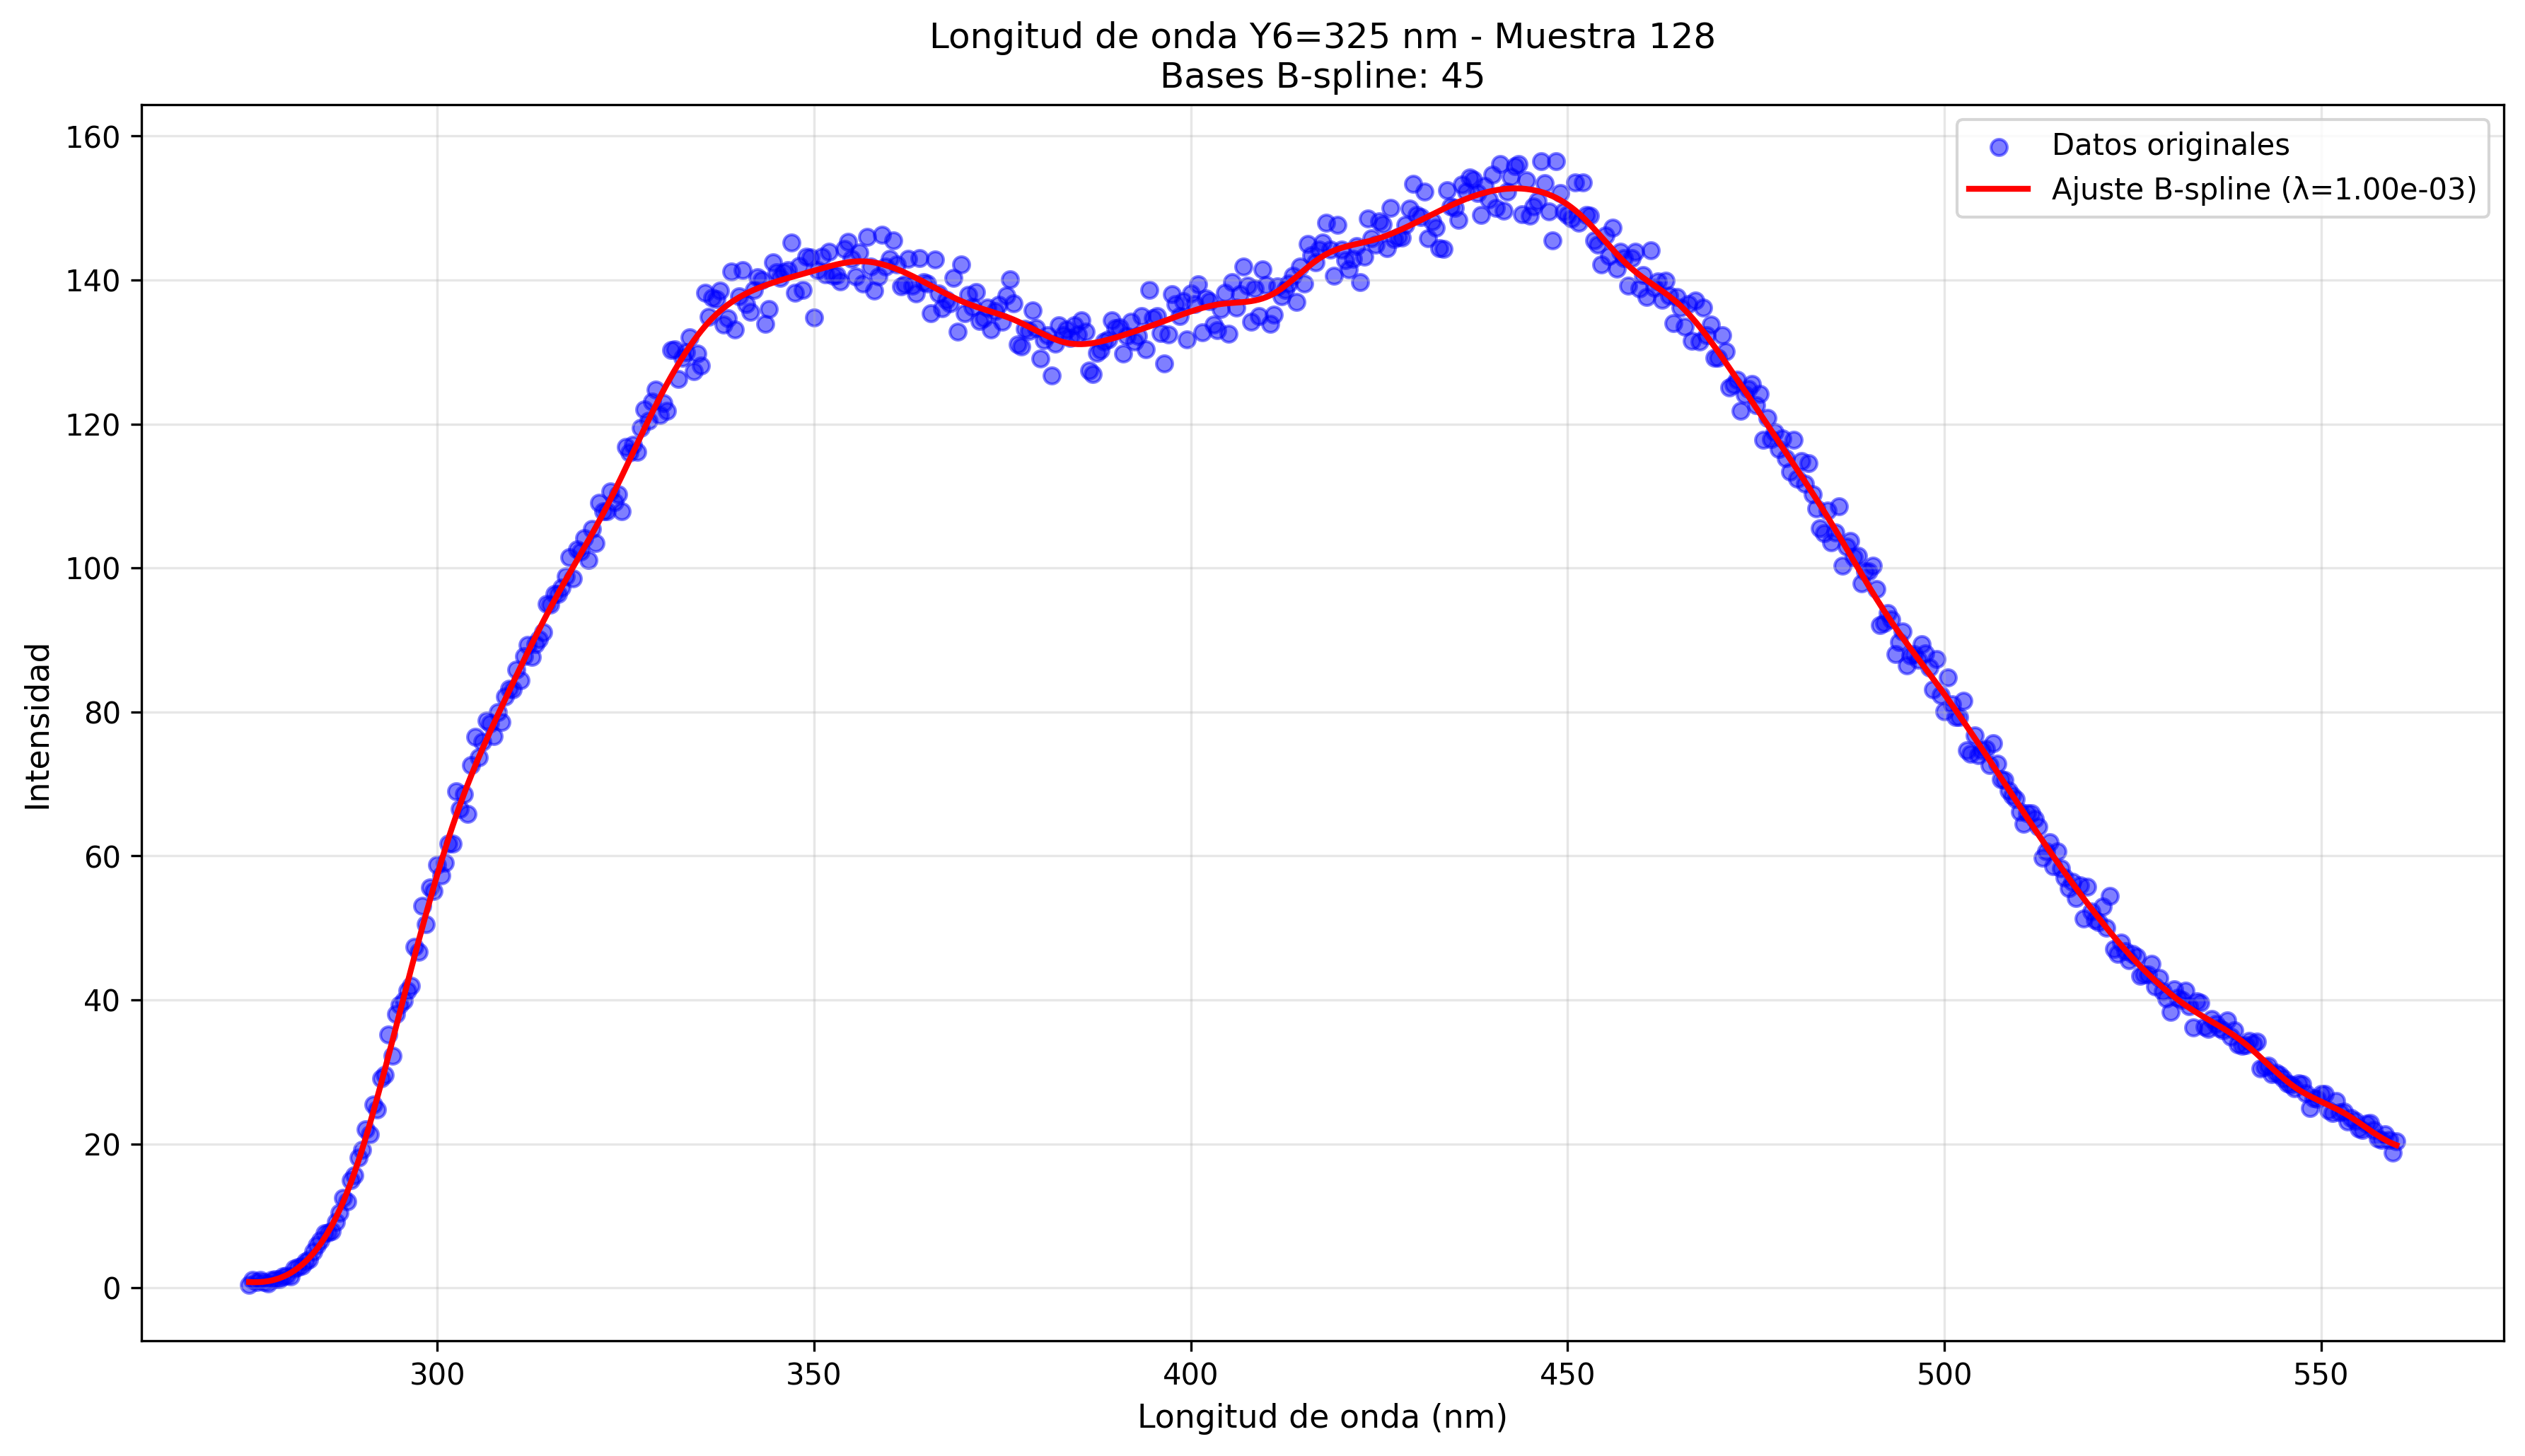 Longitud de onda Y6=325 nm - Muestra 128
Bases B-spline: 45
Datos originales
Ajuste B-spline (λ=1.00e-03)
Intensidad
160
140
120
100
80
60
40
20
0
300 350 400 450 500 550
Longitud de onda (nm)